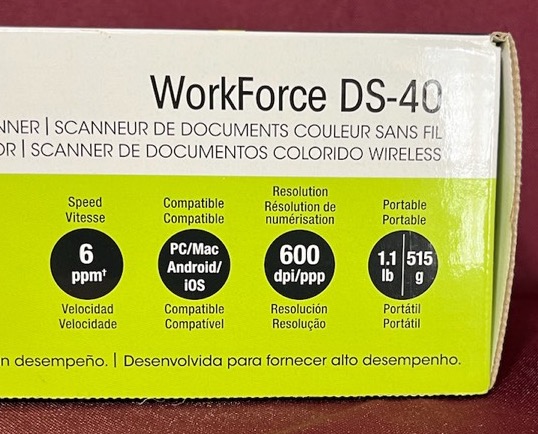 WorkForce DS-40
NNER | SCANNEUR DE DOCUMENTS COULEUR SANS FIL
OR | SCANNER DE DOCUMENTOS COLORIDO WIRELESS
Speed
Vitesse
6
ppm†
Velocidad
Velocidade
Compatible
Compatible
PC/Mac
Android/
iOS
Compatible
Compatível
Resolution
Résolution de
numérisation
600
dpi/ppp
Resolución
Resolução
Portable
Portable
1.1 | 515
lb | g
Portátil
Portátil
n desempeño. | Desenvolvida para fornecer alto desempenho.